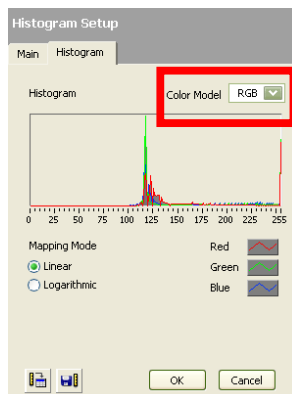 Histogram Setup
Main Histogram
Histogram Color Model RGB
0 25 50 75 100 125 150 175 200 225 255
Mapping Mode Red
Linear Green
Logarithmic Blue
OK Cancel